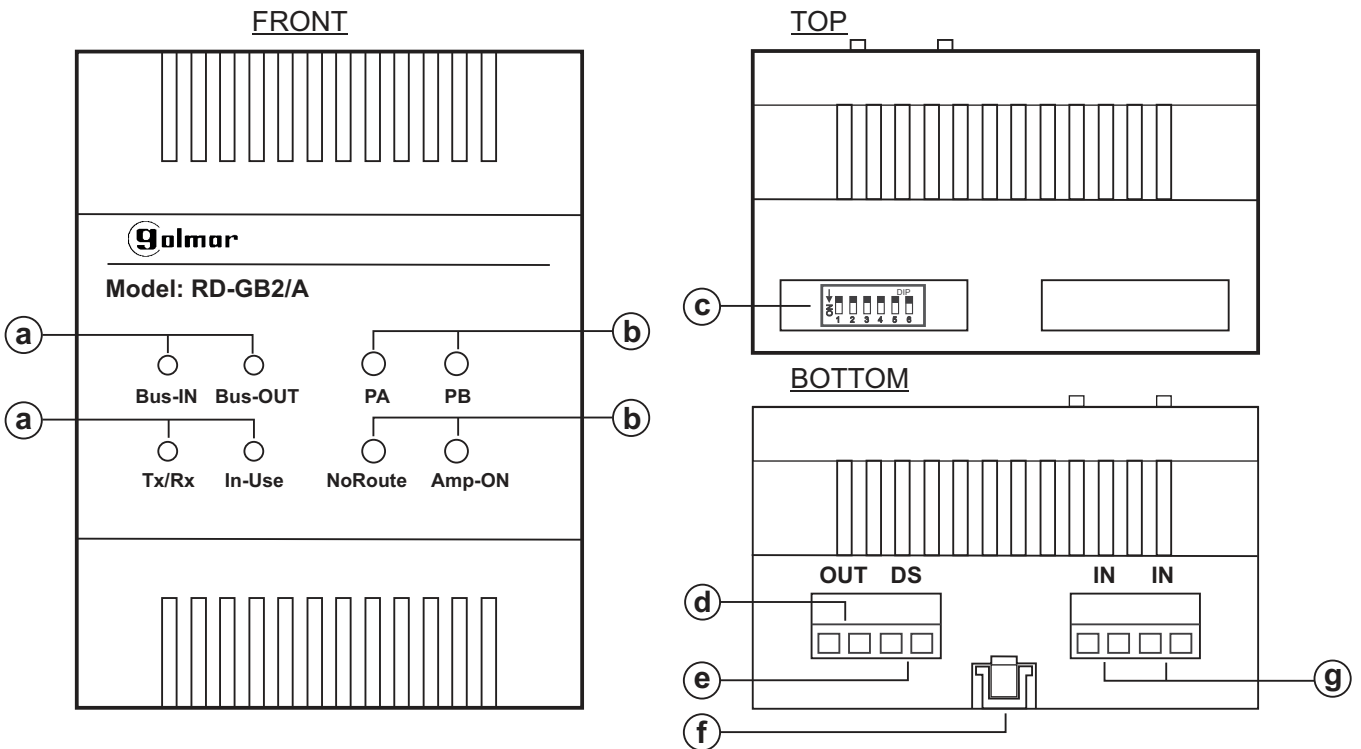 FRONT
golmar
Model: RD-GB2/A
a
b
Bus-IN Bus-OUT PA PB
a
b
Tx/Rx In-Use NoRoute Amp-ON
TOP
c
ON DIP
1 2 3 4 5 6
BOTTOM
OUT DS IN IN
d
e
g
f